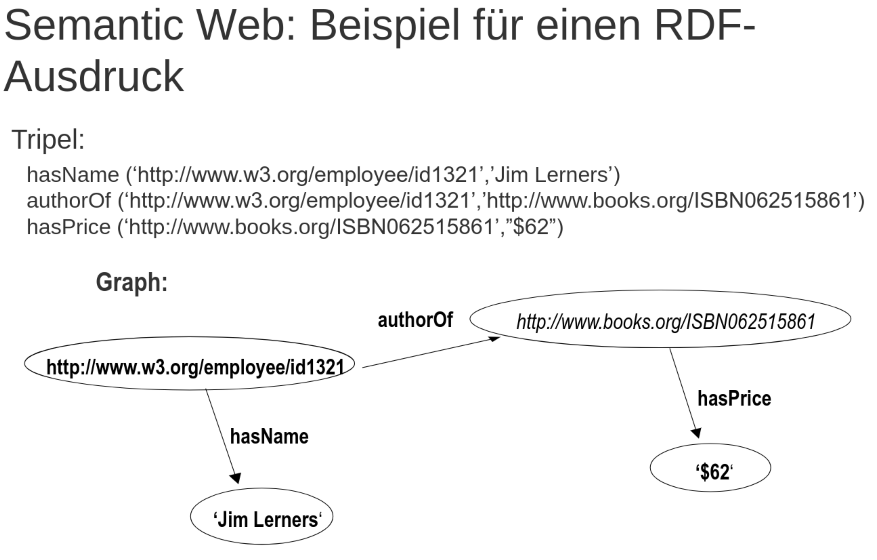 Semantic Web: Beispiel für einen RDF-
Ausdruck
Tripel:
hasName (‘http://www.w3.org/employee/id1321’,’Jim Lerners’)
authorOf (‘http://www.w3.org/employee/id1321’,’http://www.books.org/ISBN062515861’)
hasPrice (‘http://www.books.org/ISBN062515861’,”$62”)
Graph:
authorOf
http://www.books.org/ISBN062515861
http://www.w3.org/employee/id1321
hasPrice
hasName
‘$62‘
‘Jim Lerners‘